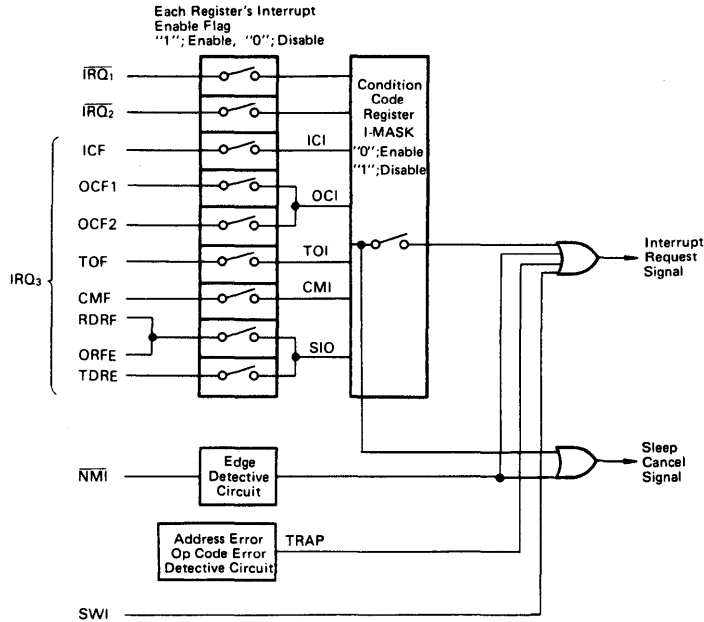 Each Register's Interrupt
Enable Flag
"1"; Enable, "0"; Disable
IRQ1
IRQ2
ICF
OCF1
OCF2
TOF
CMF
RDRF
ORFE
TDRE
IRQ3
ICI
OCI
TOI
CMI
SIO
Condition
Code
Register
I-MASK
"0";Enable
"1";Disable
Interrupt
Request
Signal
Sleep
Cancel
Signal
NMI
Edge
Detective
Circuit
Address Error
Op Code Error
Detective Circuit
TRAP
SWI